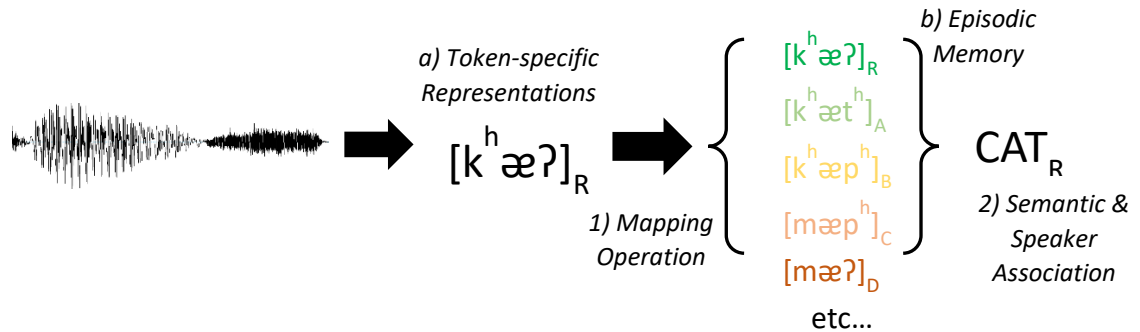 a) Token-specific
Representations
[kʰæʔ]R
1) Mapping
Operation
[kʰæʔ]R
[kʰætʰ]A
[kʰæpʰ]B
[mæpʰ]C
[mæʔ]D
etc…
b) Episodic
Memory
CATR
2) Semantic &
Speaker
Association